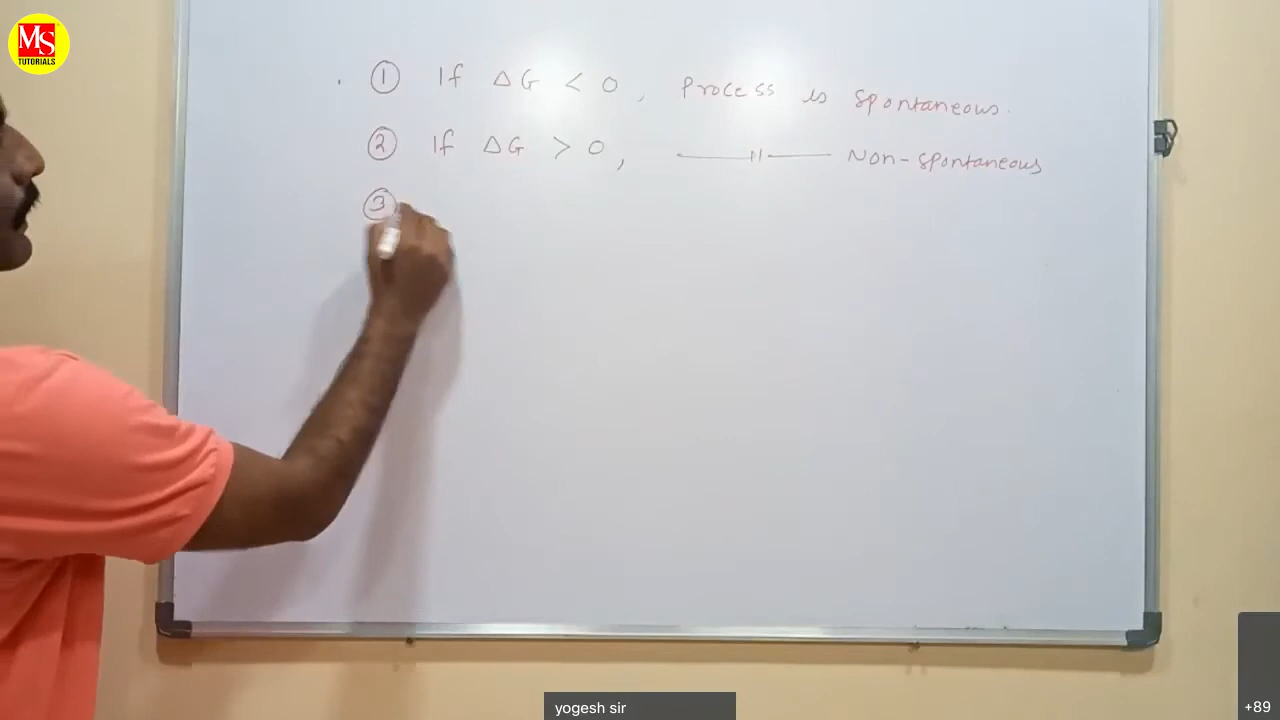 MS
TUTORIALS
① If ΔG < 0, Process is spontaneous.
② If ΔG > 0, ——— 11 ——— Non-spontaneous
③
yogesh sir
+89